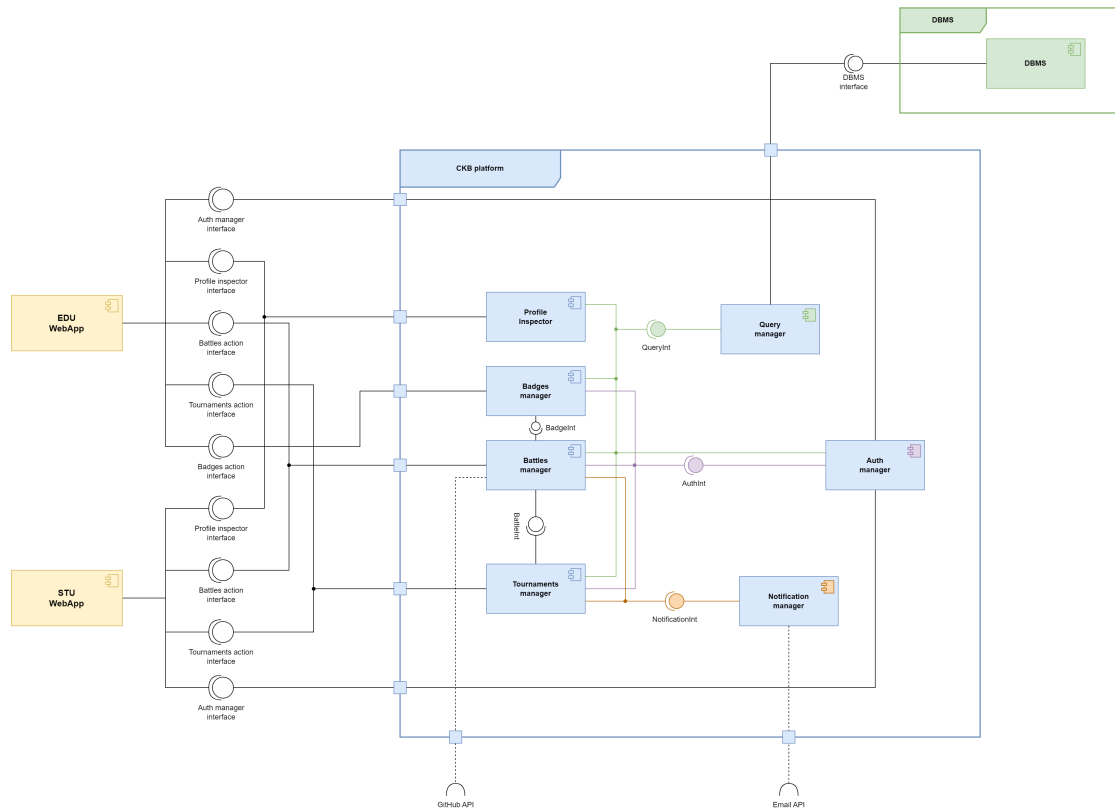 DBMS
DBMS
DBMS
interface
CKB platform
Auth manager
interface
Profile inspector
interface
EDU
WebApp
Battles action
interface
Tournaments action
interface
Badges action
interface
Profile inspector
interface
STU
WebApp
Battles action
interface
Tournaments action
interface
Auth manager
interface
Profile
Inspector
QueryInt
Query
manager
Badges
manager
BadgeInt
Battles
manager
AuthInt
Auth
manager
BattleInt
Tournaments
manager
NotificationInt
Notification
manager
GitHub API
Email API